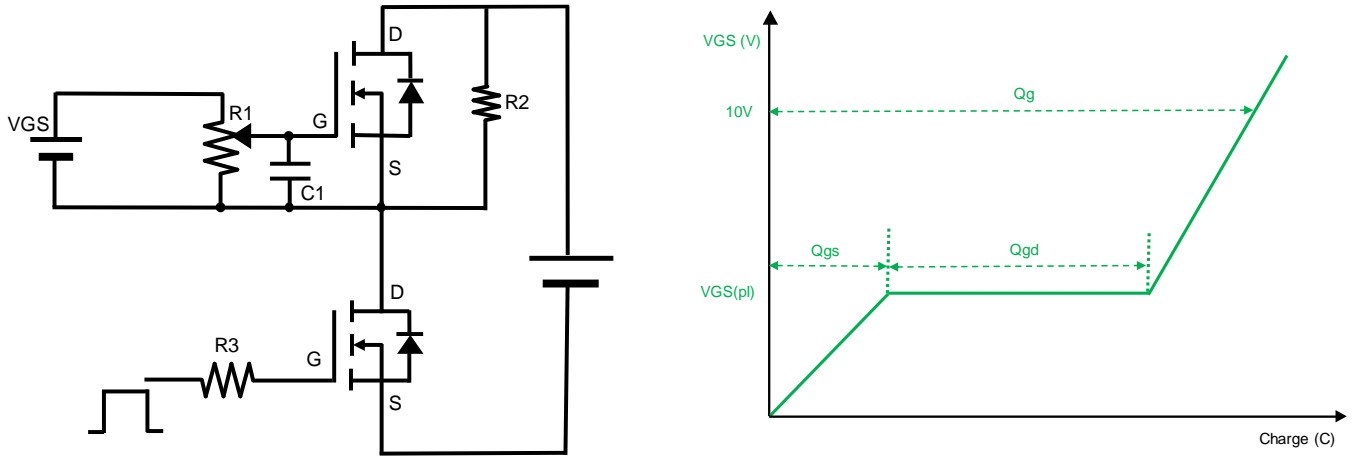 D
R1
R2
VGS
G
S
C1
D
R3
G
S
VGS (V)
Qg
10V
Qgs
Qgd
VGS(pl)
Charge (C)